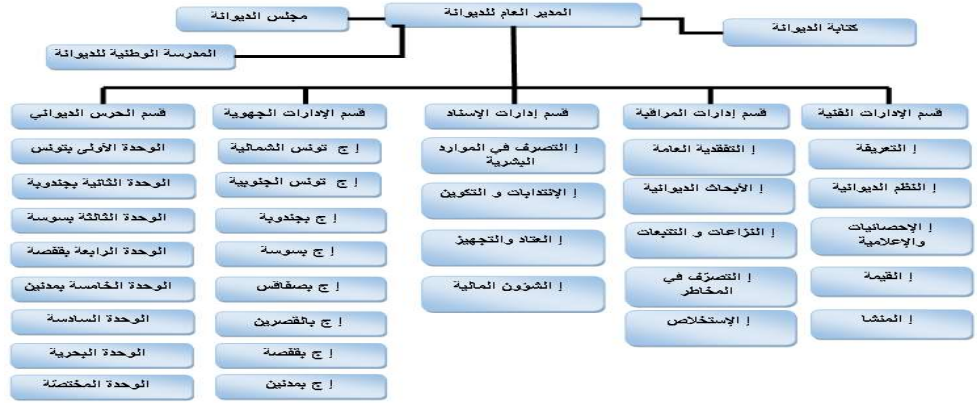 المدير العام للديوانة
كتابة الديوانة
مجلس الديوانة
المدرسة الوطنية للديوانة
قسم الإدارات الفنية
إ التعريفة
إ النظم الديوانية
إ الإحصائيات
والإعلامية
إ القيمة
إ المنشا
قسم إدارات المراقبة
إ التفقدية العامة
إ الأبحاث الديوانية
إ النزاعات و التتبعات
إ التصرّف في
المخاطر
إ الإستخلاص
قسم إدارات الإسناد
إ التصرف في الموارد
البشرية
إ الإنتدابات و التكوين
إ العتاد والتجهيز
إ الشؤون المالية
قسم الإدارات الجهوية
إ ج تونس الشمالية
إ ج تونس الجنوبية
إ ج بجندوبة
إ ج بسوسة
إ ج بصفاقس
إ ج بالقصرين
إ ج بقفصة
إ ج بمدنين
قسم الحرس الديواني
الوحدة الأولى بتونس
الوحدة الثانية بجندوبة
الوحدة الثالثة بسوسة
الوحدة الرابعة بقفصة
الوحدة الخامسة بمدنين
الوحدة السادسة
الوحدة البحرية
الوحدة المختصّة